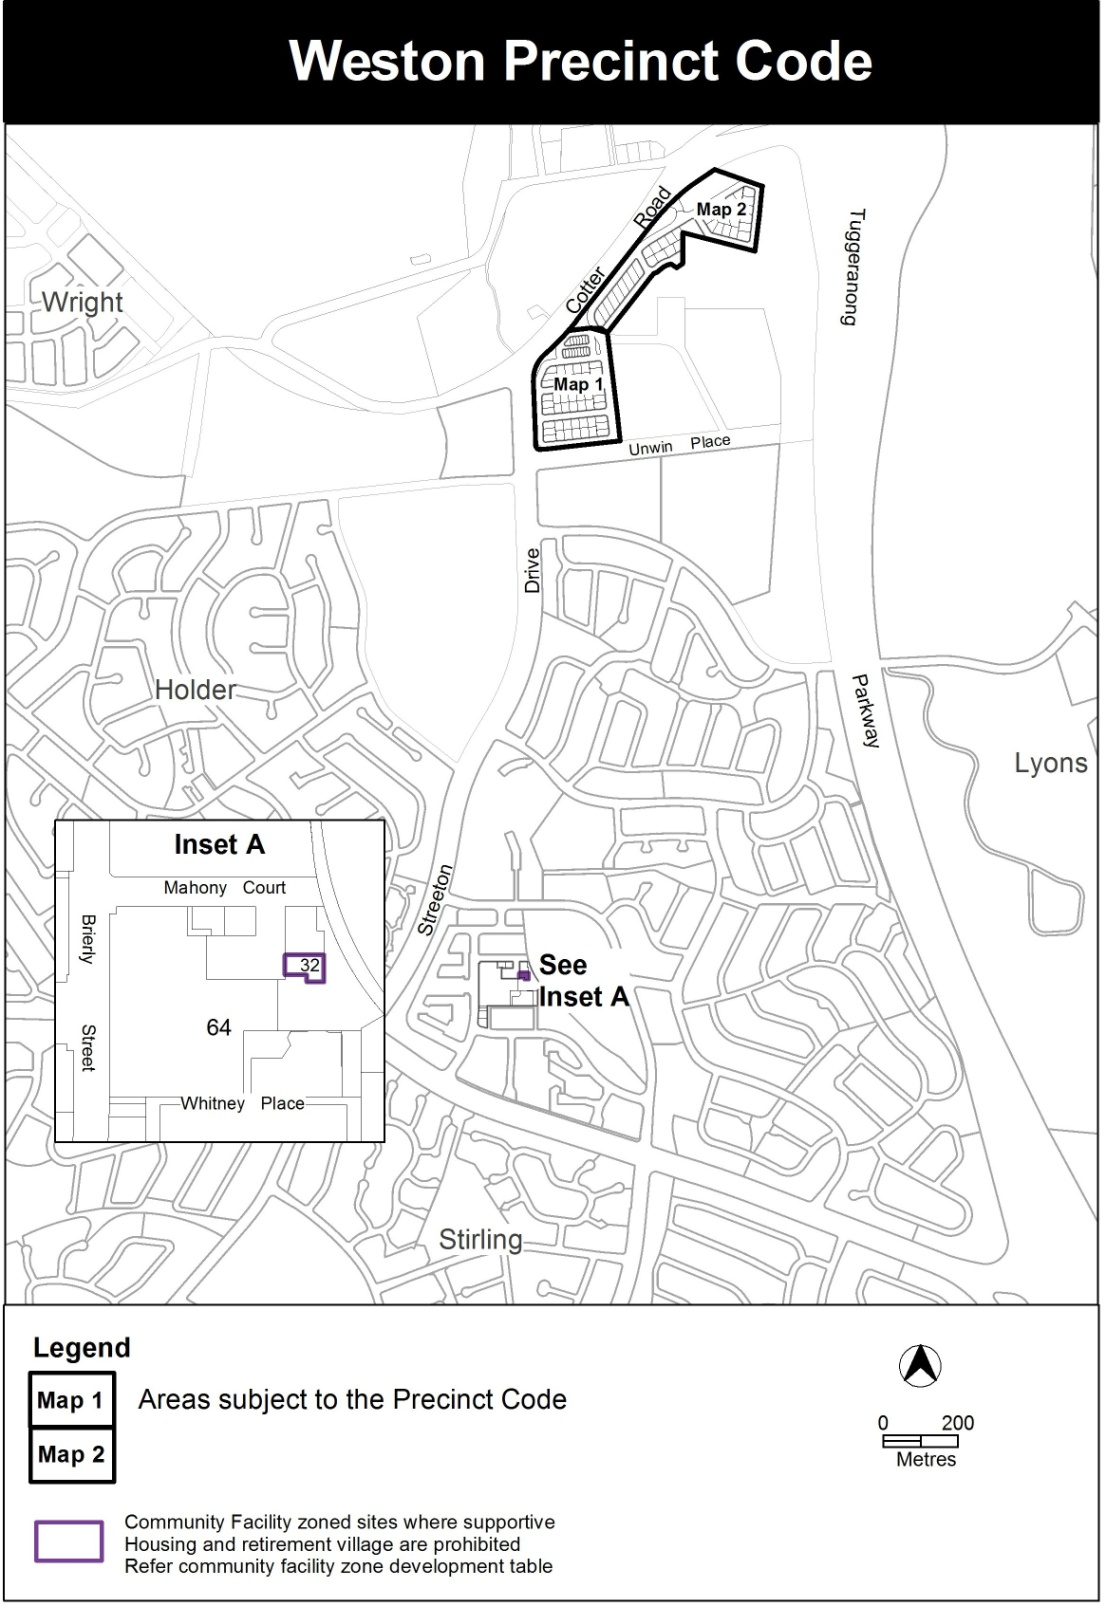 Weston Precinct Code
Road
Map 2
Tuggeranong
Cotter
Wright
Map 1
Unwin Place
Drive
Holder
Parkway
Lyons
Inset A
Mahony Court
Brierly
32
64
Street
Whitney Place
Streeton
See
Inset A
Stirling
Legend
Map 1
Areas subject to the Precinct Code
Map 2
0 200
Metres
Community Facility zoned sites where supportive
Housing and retirement village are prohibited
Refer community facility zone development table